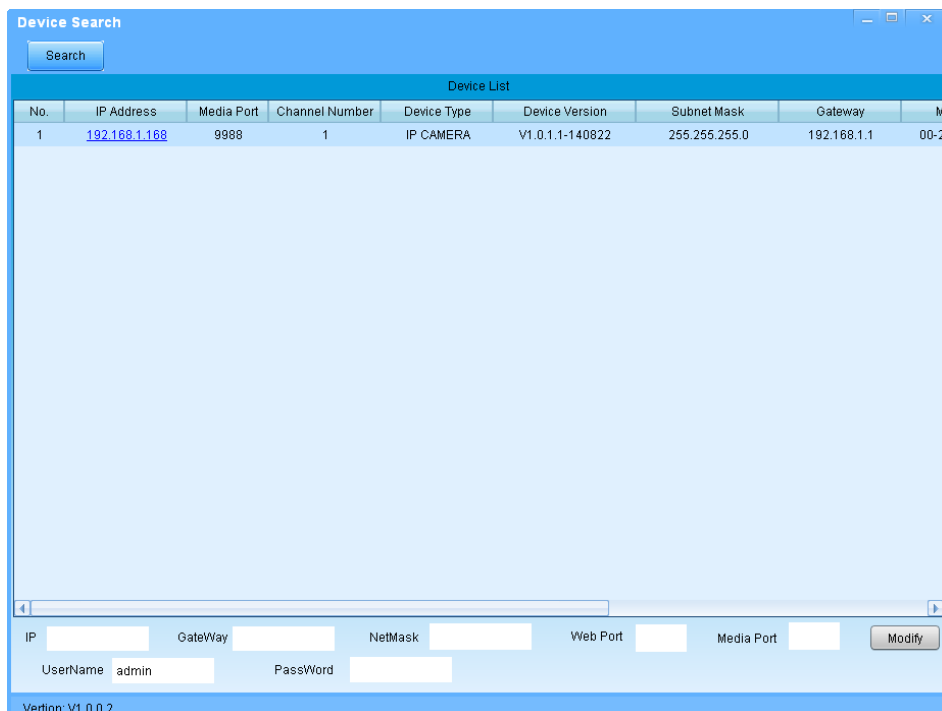 Device Search
Search
Device List
No. IP Address Media Port Channel Number Device Type Device Version Subnet Mask Gateway M
1 192.168.1.168 9988 1 IP CAMERA V1.0.1.1-140822 255.255.255.0 192.168.1.1 00-2
IP GateWay NetMask Web Port Media Port Modify
UserName admin PassWord
Vertion: V1.0.0.2